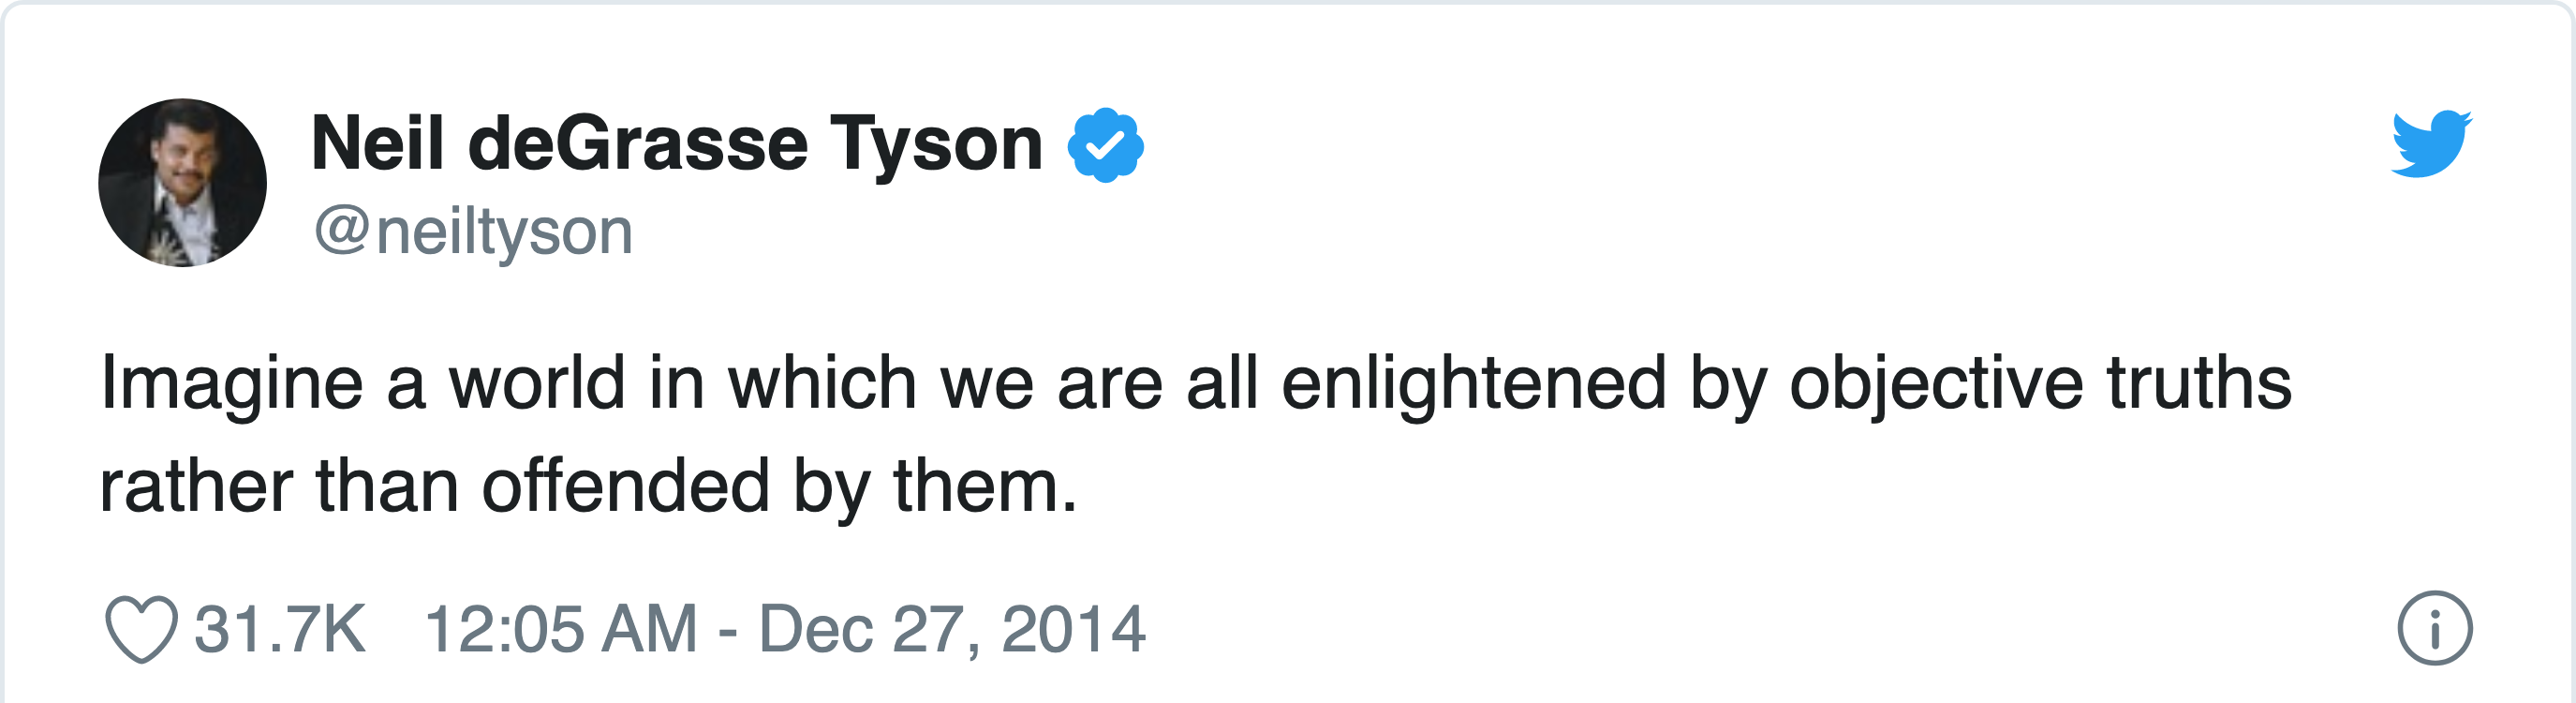 Neil deGrasse Tyson
@neiltyson
Imagine a world in which we are all enlightened by objective truths
rather than offended by them.
31.7K 12:05 AM - Dec 27, 2014